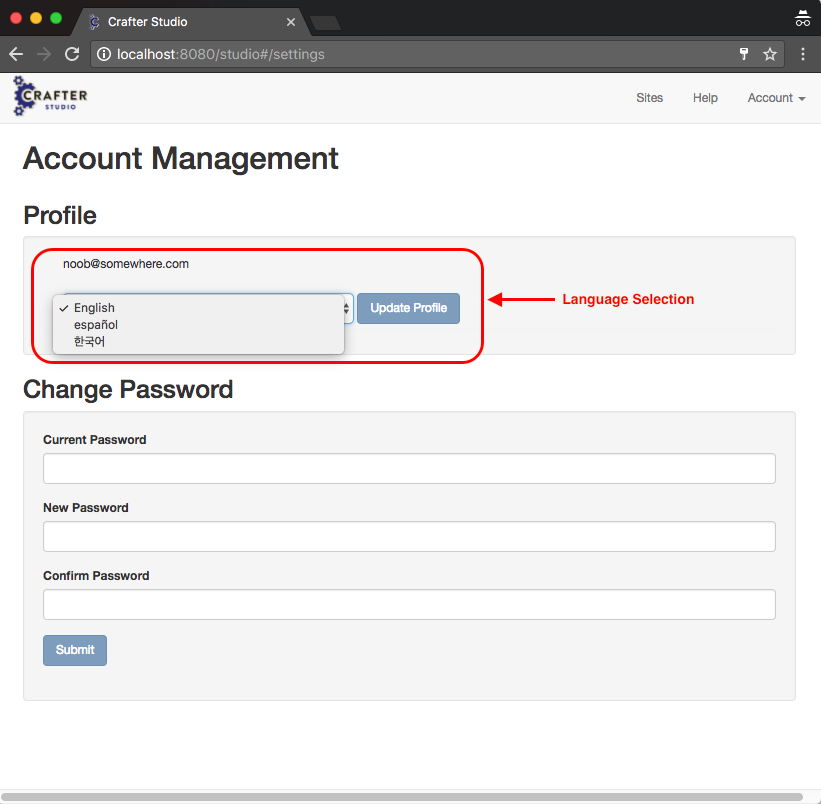 Crafter Studio
localhost:8080/studio#/settings
CRAFTER
STUDIO
Sites Help Account
Account Management
Profile
noob@somewhere.com
English
español
한국어
Update Profile
Language Selection
Change Password
Current Password
New Password
Confirm Password
Submit